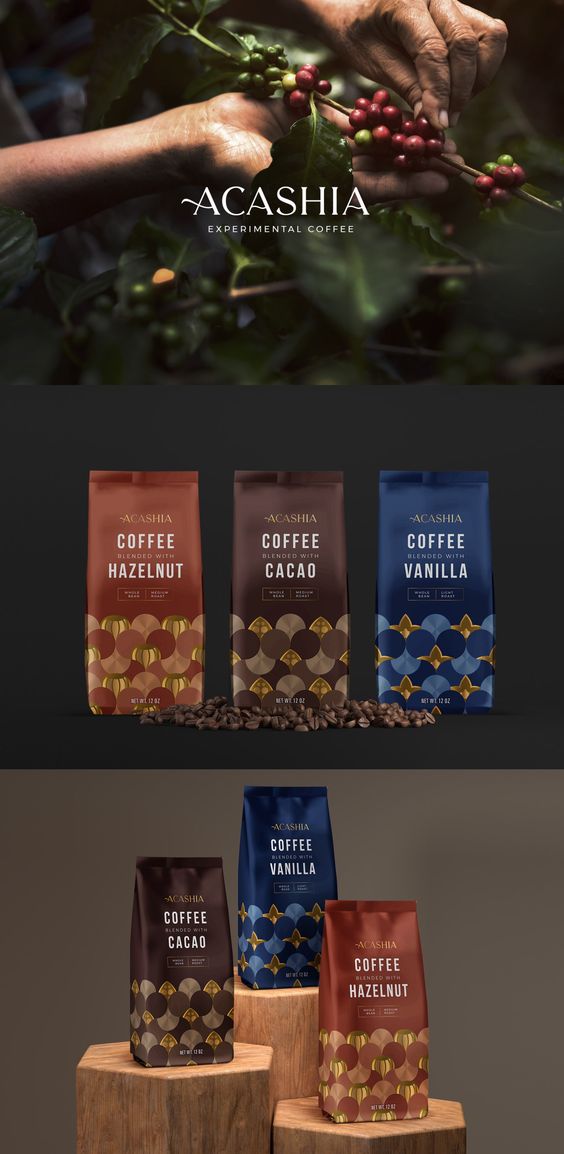 ACASHIA
EXPERIMENTAL COFFEE
ACASHIA
COFFEE
BLENDED WITH
HAZELNUT
WHOLE BEAN
MEDIUM ROAST
NET WT. 12 OZ
ACASHIA
COFFEE
BLENDED WITH
CACAO
WHOLE BEAN
MEDIUM ROAST
NET WT. 12 OZ
ACASHIA
COFFEE
BLENDED WITH
VANILLA
WHOLE BEAN
LIGHT ROAST
NET WT. 12 OZ
ACASHIA
COFFEE
BLENDED WITH
VANILLA
WHOLE BEAN
LIGHT ROAST
NET WT. 12 OZ
ACASHIA
COFFEE
BLENDED WITH
CACAO
WHOLE BEAN
MEDIUM ROAST
NET WT. 12 OZ
ACASHIA
COFFEE
BLENDED WITH
HAZELNUT
WHOLE BEAN
MEDIUM ROAST
NET WT. 12 OZ